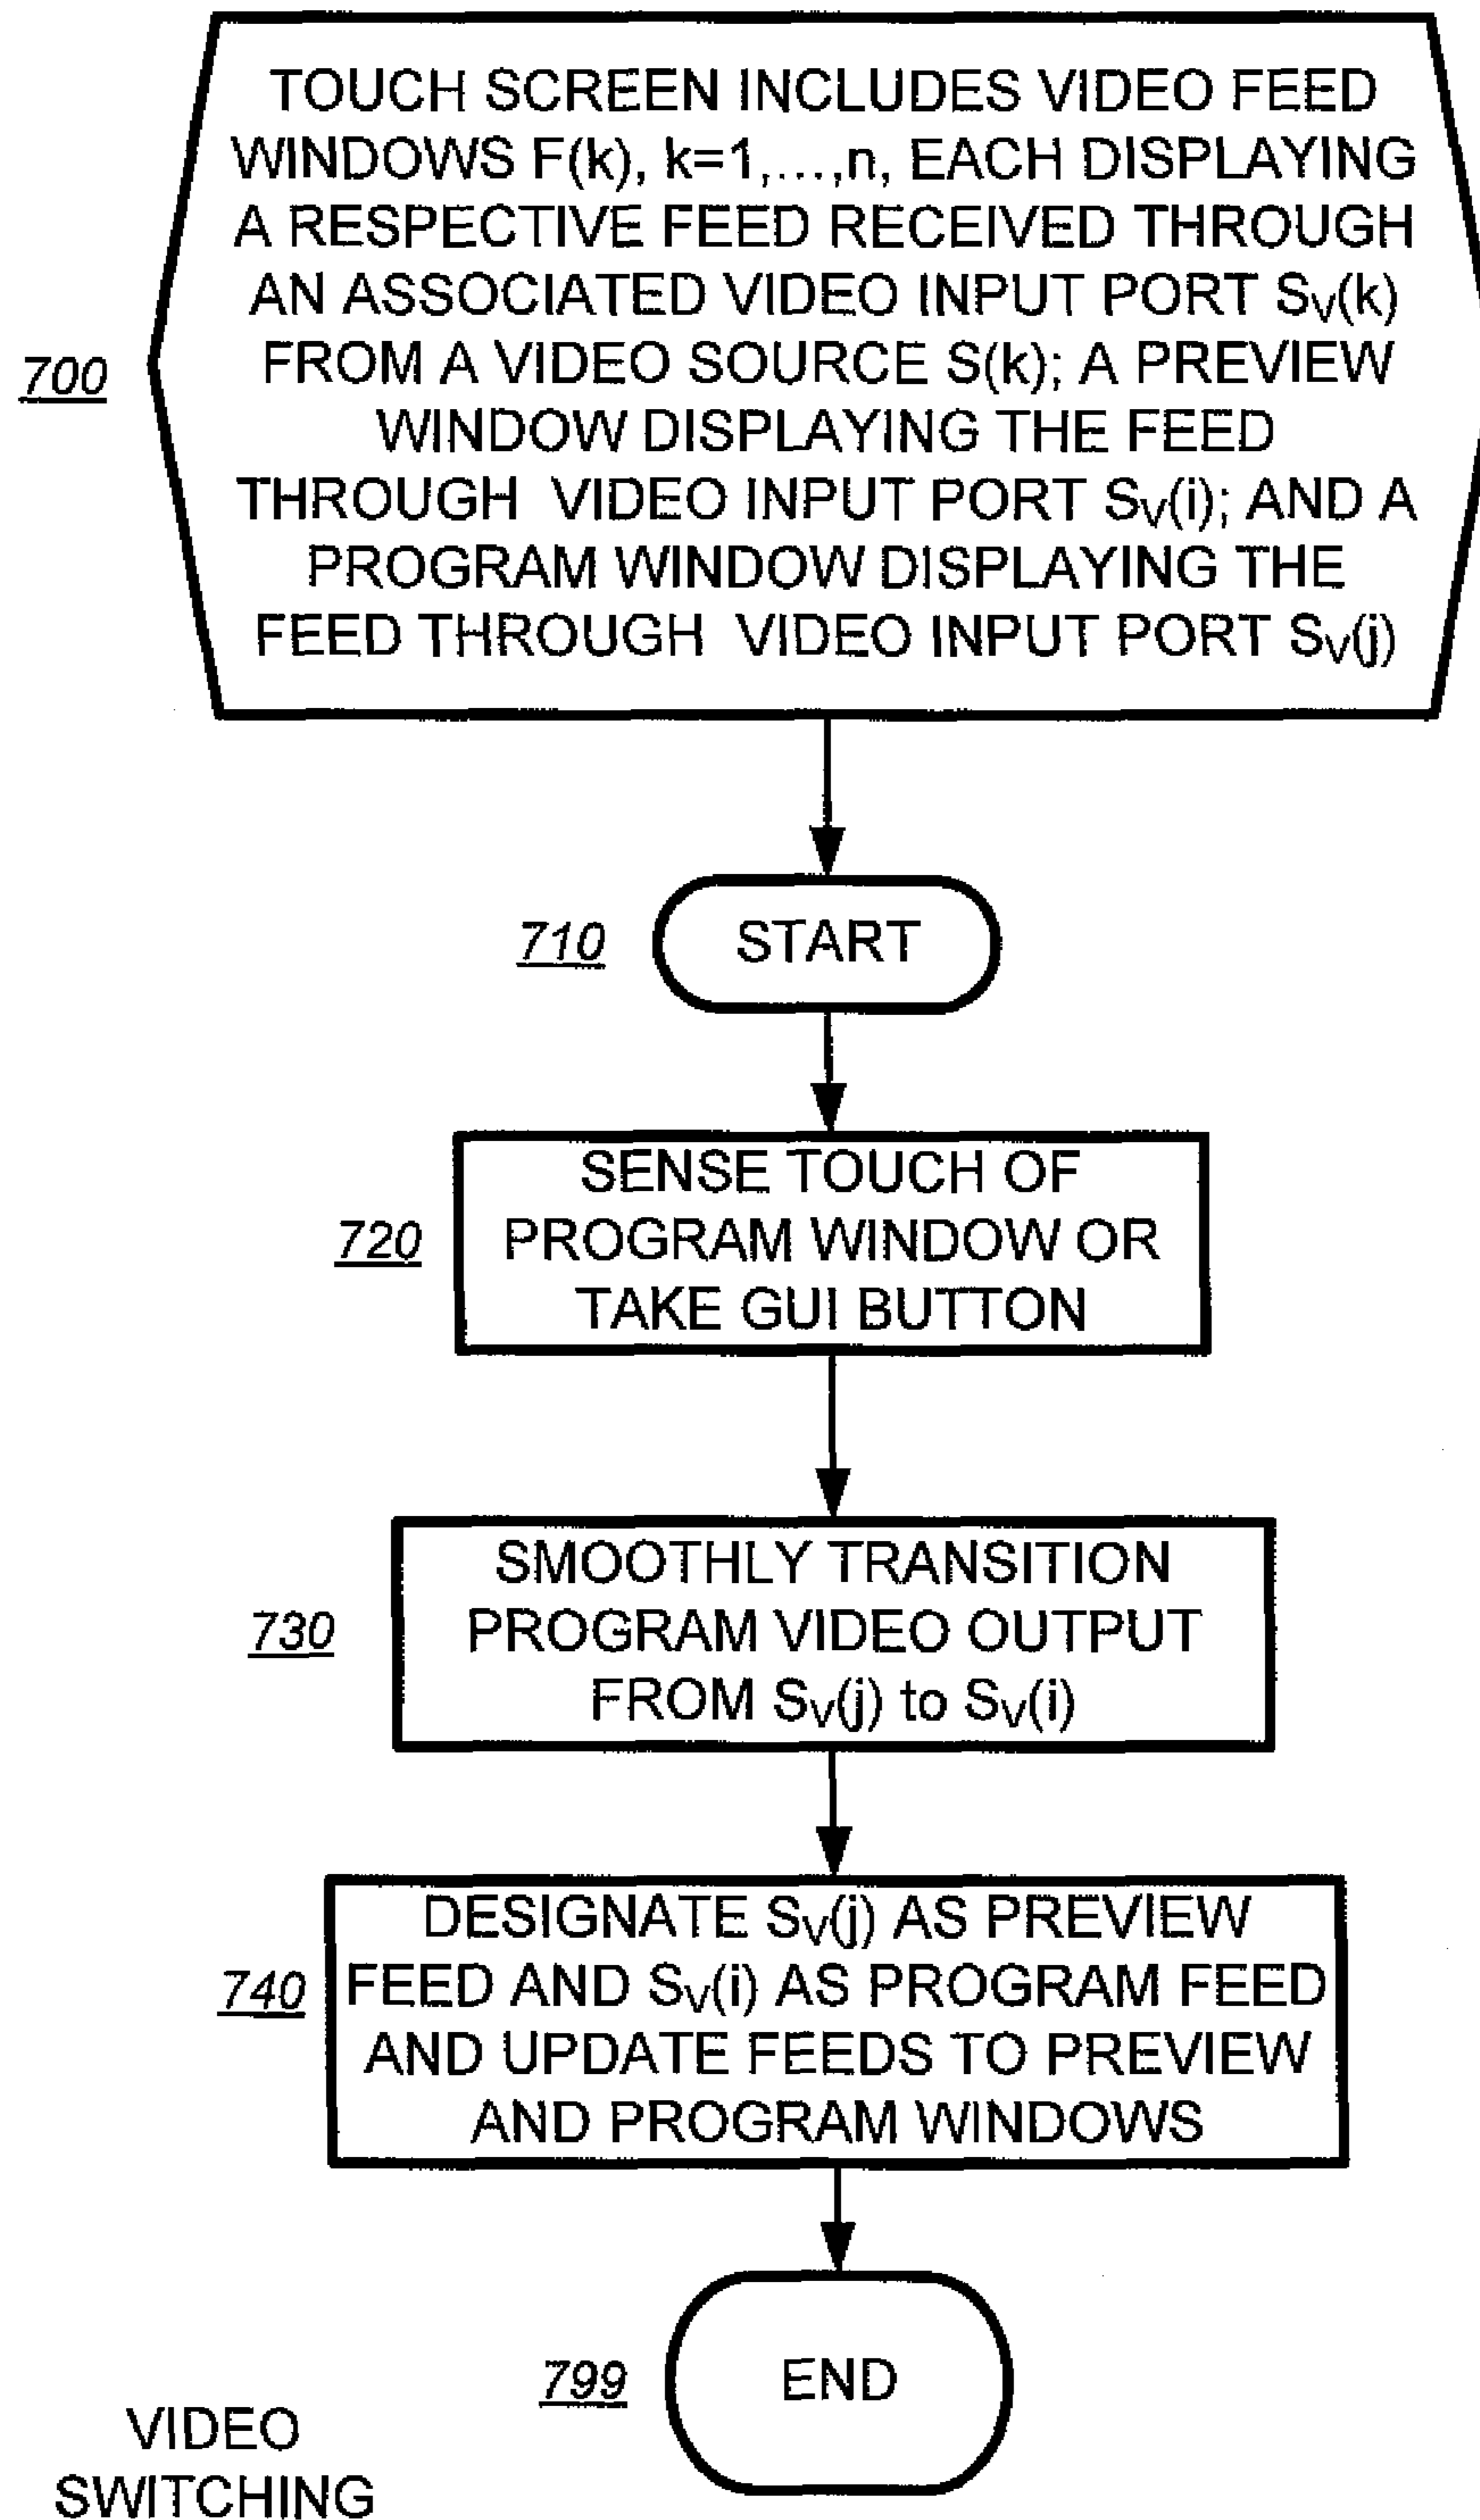 TOUCH SCREEN INCLUDES VIDEO FEED
WINDOWS F(k), k=1,...,n, EACH DISPLAYING
A RESPECTIVE FEED RECEIVED THROUGH
AN ASSOCIATED VIDEO INPUT PORT SV(k)
700
FROM A VIDEO SOURCE S(k); A PREVIEW
WINDOW DISPLAYING THE FEED
THROUGH VIDEO INPUT PORT SV(i); AND A
PROGRAM WINDOW DISPLAYING THE
FEED THROUGH VIDEO INPUT PORT SV(j)
710
START
SENSE TOUCH OF
720
PROGRAM WINDOW OR
TAKE GUI BUTTON
SMOOTHLY TRANSITION
730
PROGRAM VIDEO OUTPUT
FROM SV(j) to SV(i)
DESIGNATE SV(j) AS PREVIEW
740
FEED AND SV(i) AS PROGRAM FEED
AND UPDATE FEEDS TO PREVIEW
AND PROGRAM WINDOWS
799
END
VIDEO
SWITCHING